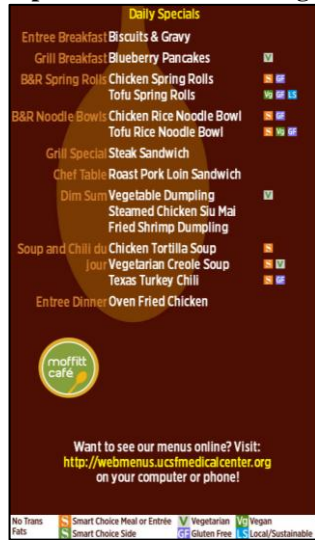 Daily Specials
Entree Breakfast Biscuits & Gravy
Grill Breakfast Blueberry Pancakes V
B&R Spring Rolls Chicken Spring Rolls S GF
Tofu Spring Rolls Vg GF LS
B&R Noodle Bowls Chicken Rice Noodle Bowl S GF
Tofu Rice Noodle Bowl S Vg GF
Grill Special Steak Sandwich
Chef Table Roast Pork Loin Sandwich
Dim Sum Vegetable Dumpling V
Steamed Chicken Siu Mai
Fried Shrimp Dumpling
Soup and Chili du Chicken Tortilla Soup S
jour Vegetarian Creole Soup S V
Texas Turkey Chili S GF
Entree Dinner Oven Fried Chicken
moffitt
café
Want to see our menus online? Visit:
http://webmenus.ucsfmedicalcenter.org
on your computer or phone!
No Trans S Smart Choice Meal or Entrée V Vegetarian Vg Vegan
Fats S Smart Choice Side GF Gluten Free LS Local/Sustainable